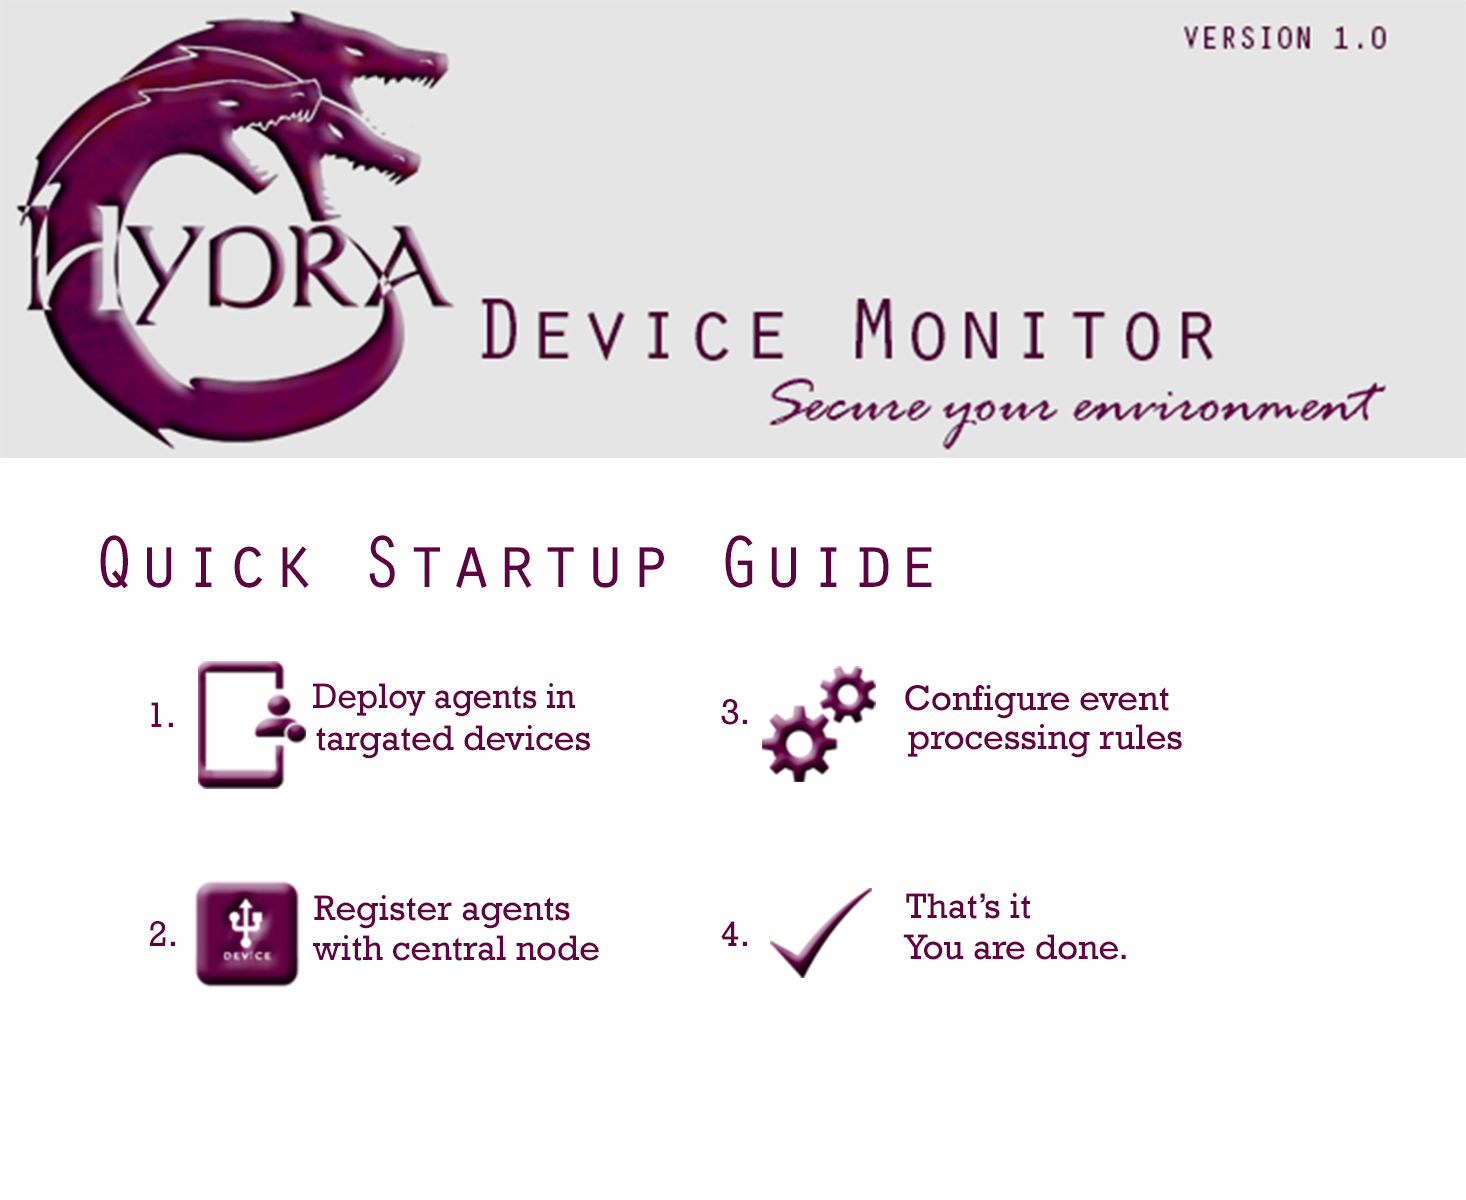 VERSION 1.0
HYDRA
DEVICE MONITOR
Secure your environment
QUICK STARTUP GUIDE
1. Deploy agents in
targated devices
2. DEVICE Register agents
with central node
3. Configure event
processing rules
4. That's it
You are done.